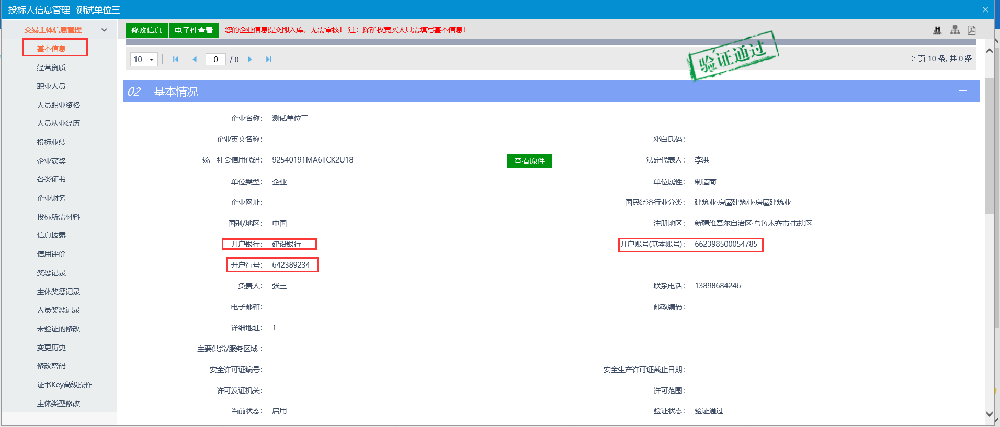 投标人信息管理 -测试单位三
交易主体信息管理
基本信息
经营资质
职业人员
人员职业资格
人员从业经历
投标业绩
企业获奖
各类证书
企业财务
投标所需材料
信息披露
信用评价
奖惩记录
主体奖惩记录
人员奖惩记录
未验证的修改
变更历史
修改密码
证书Key高级操作
主体类型修改
修改信息 电子件查看 您的企业信息提交即入库，无需审核！ 注：探矿权竞买人只需填写基本信息！
10 0 / 0 每页 10 条, 共 0 条
验证通过
02 基本情况
企业名称： 测试单位三
企业英文名称： 邓白氏码：
统一社会信用代码： 92540191MA6TCK2U18 查看原件 法定代表人： 李洪
单位类型： 企业 单位属性： 制造商
企业网址： 国民经济行业分类： 建筑业·房屋建筑业·房屋建筑业
国别/地区： 中国 注册地区： 新疆维吾尔自治区·乌鲁木齐市·市辖区
开户银行： 建设银行 开户账号(基本账号)： 662398500054785
开户行号： 642389234
负责人： 张三 联系电话： 13898684246
电子邮箱： 邮政编码：
详细地址： 1
主要供货/服务区域：
安全许可证编号： 安全生产许可证截止日期：
许可发证机关： 许可范围：
当前状态： 启用 验证状态： 验证通过